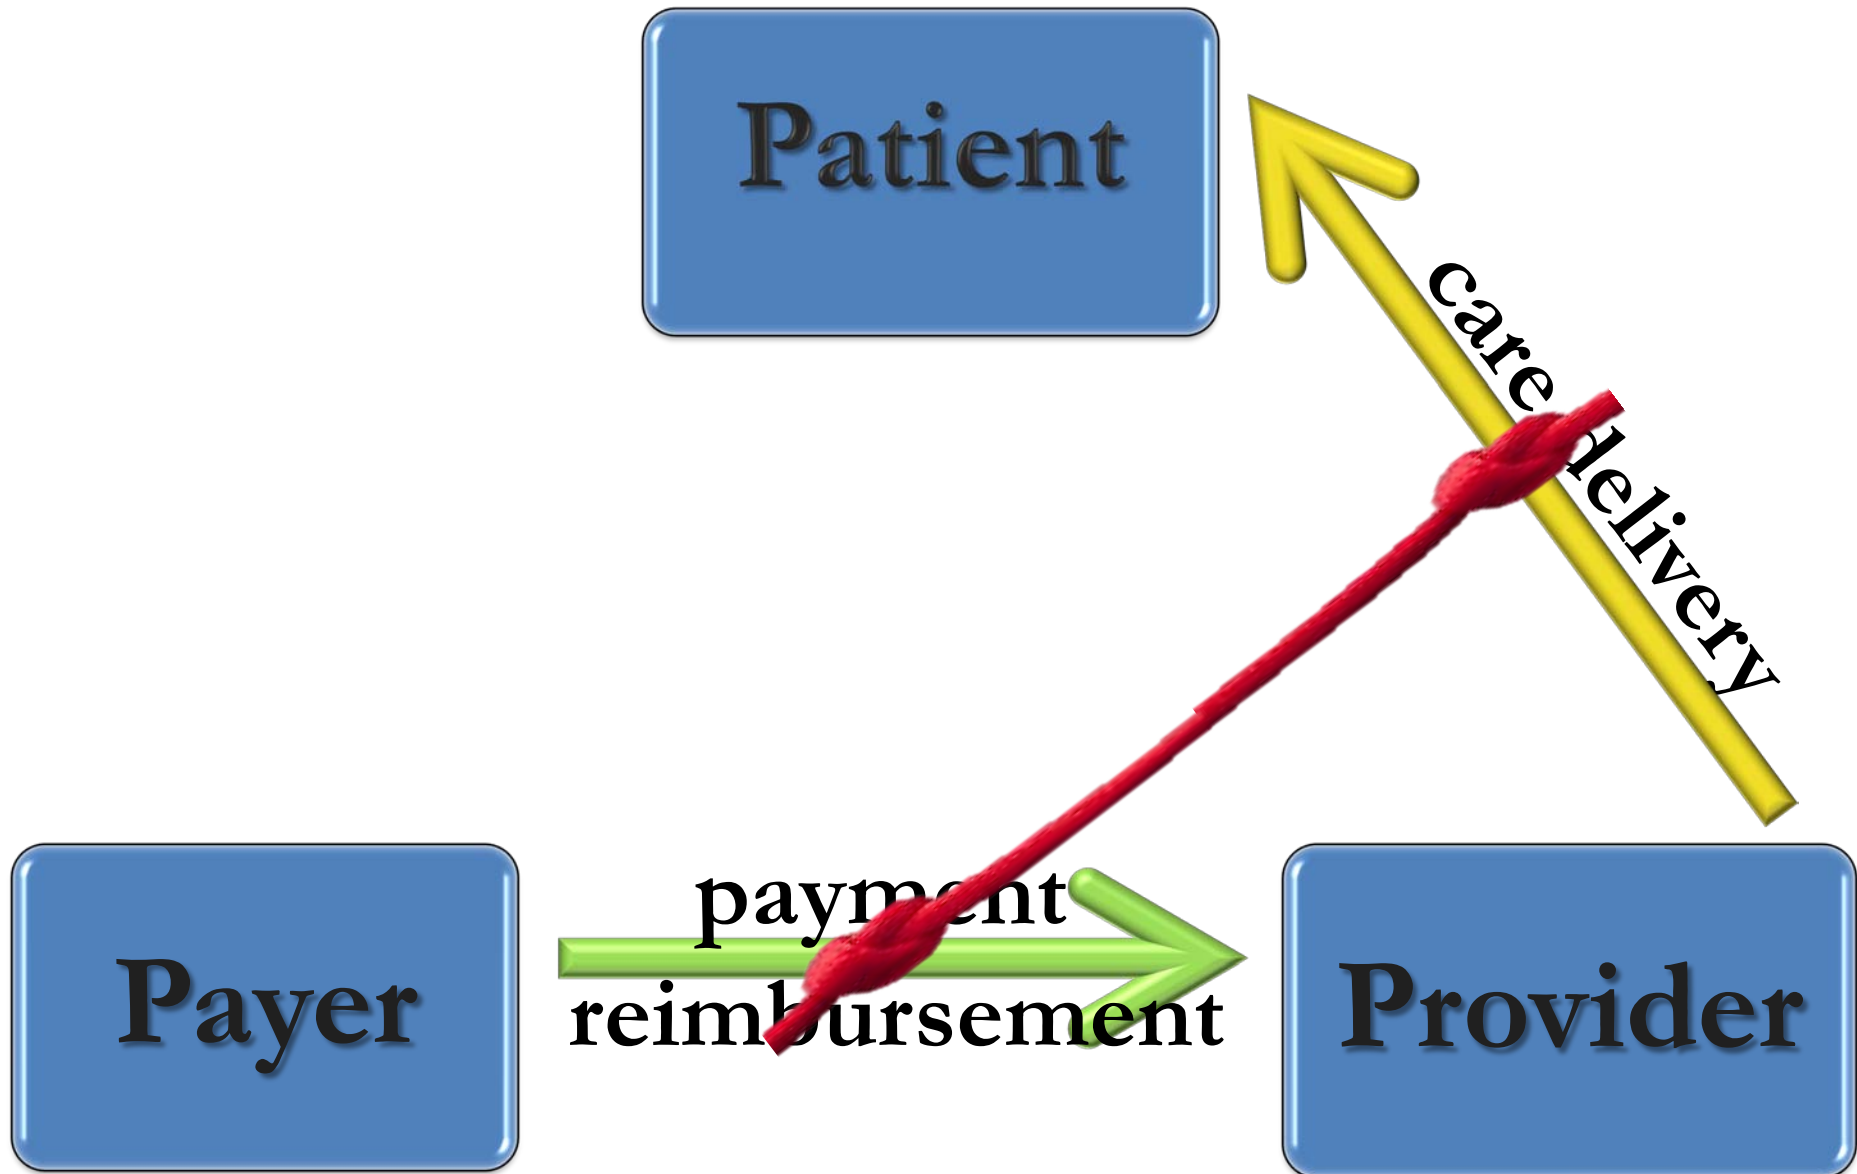 Patient
care delivery
payment
reimbursement
Payer
Provider